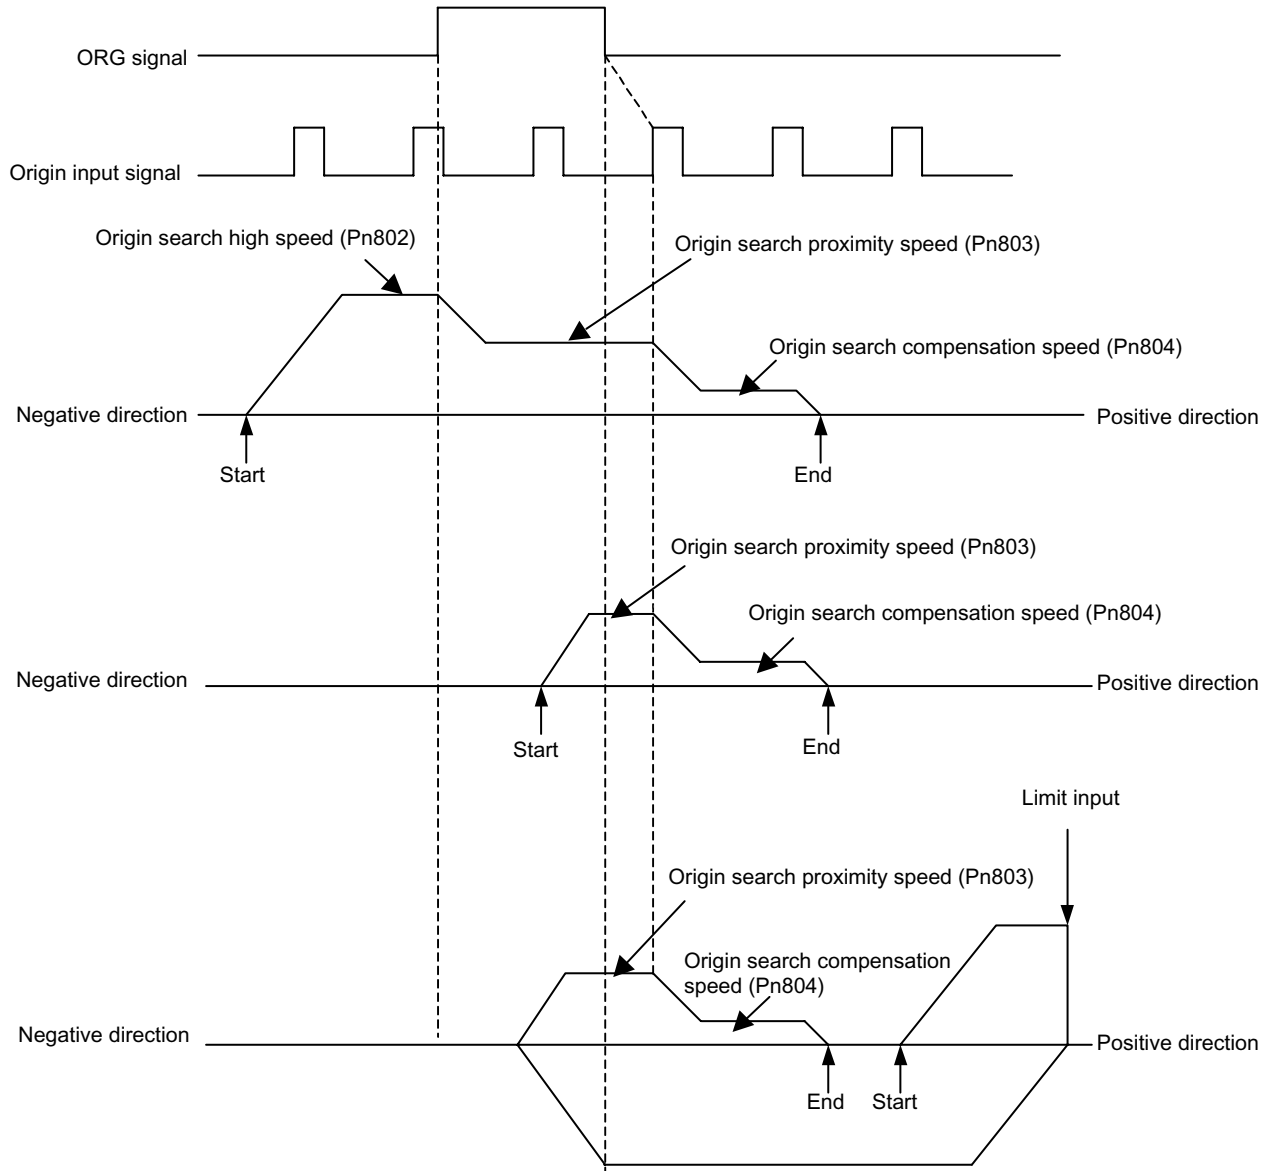 ORG signal
Origin input signal
Origin search high speed (Pn802)
Origin search proximity speed (Pn803)
Origin search compensation speed (Pn804)
Negative direction
Positive direction
Start
End
Origin search proximity speed (Pn803)
Origin search compensation speed (Pn804)
Negative direction
Positive direction
Start
End
Limit input
Origin search proximity speed (Pn803)
Origin search compensation
speed (Pn804)
Negative direction
Positive direction
End
Start